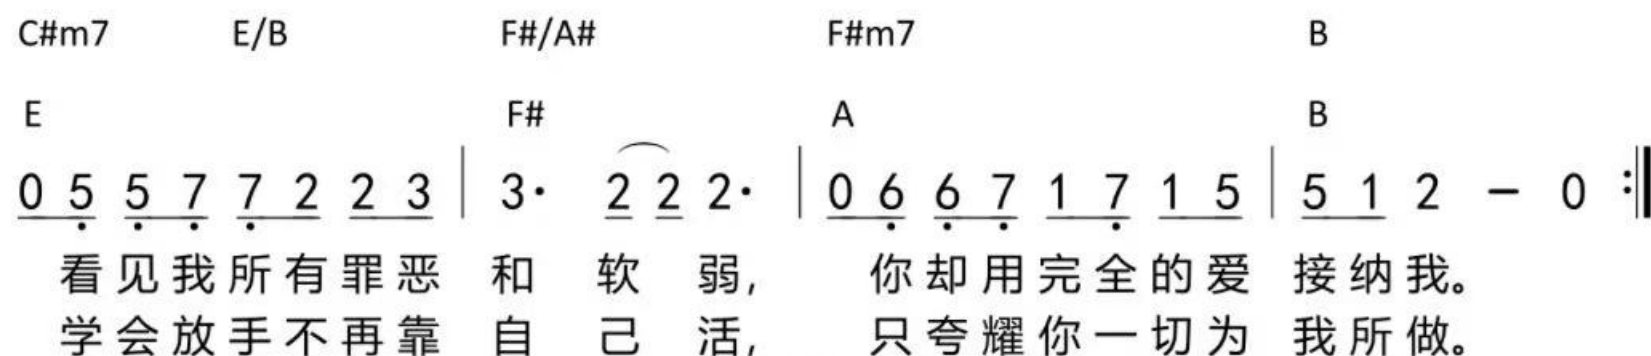 C#m7 E/B F#/A# F#m7 B
E F# A B
0 5 5 7 7 2 2 3 | 3· 2 2 2· | 0 6 6 7 1 7 1 5 | 5 1 2 – 0 :‖
看见我所有罪恶 和 软 弱, 你却用完全的爱 接纳我。
学会放手不再靠 自 己 活, 只夸耀你一切为 我所做。